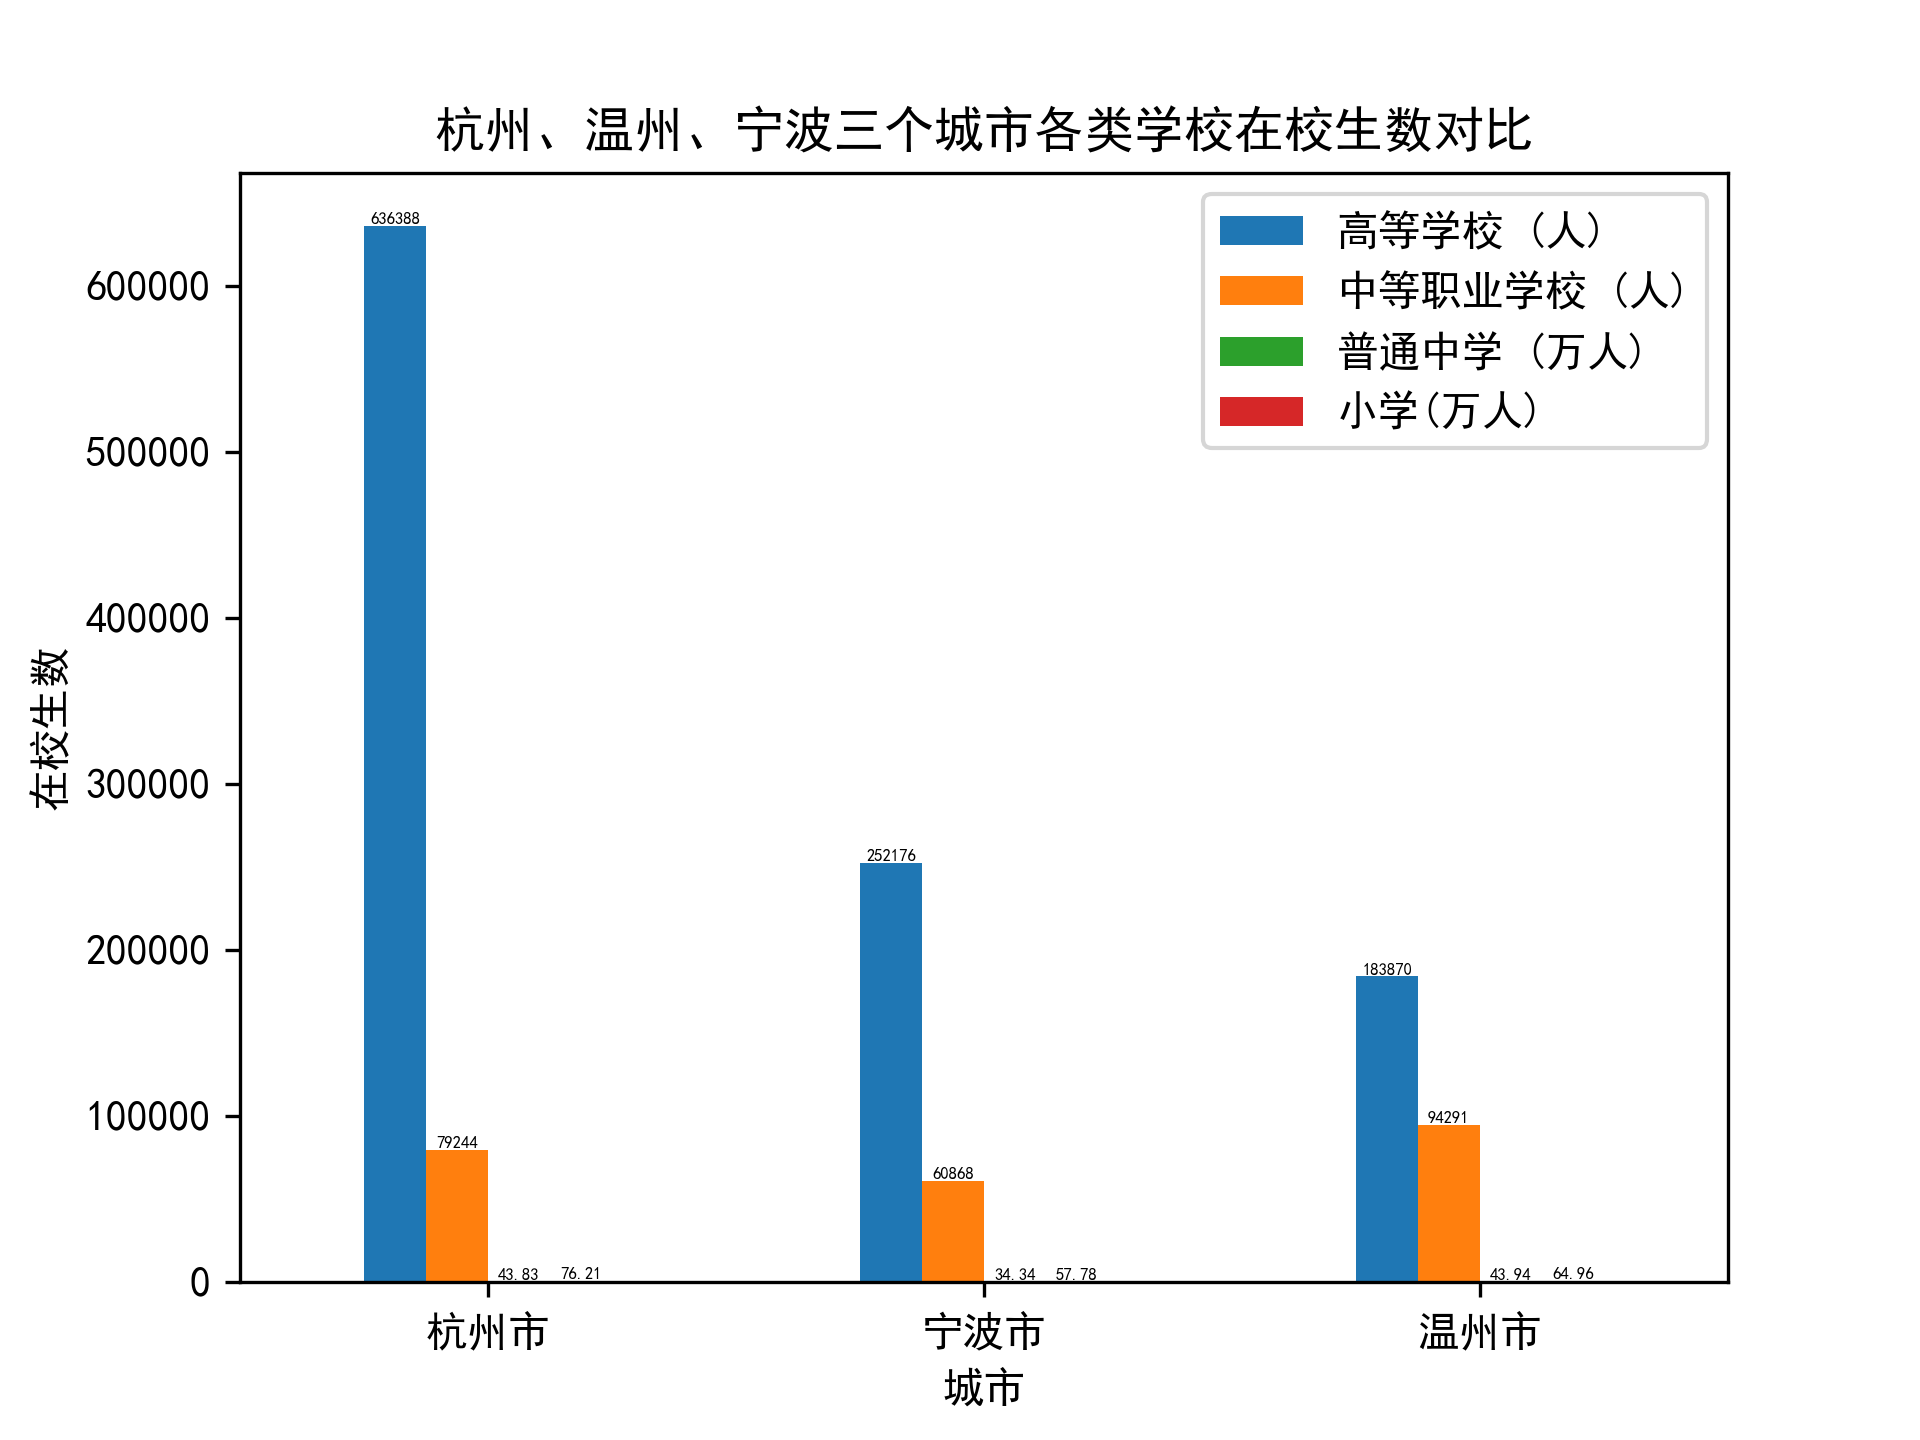 杭州、温州、宁波三个城市各类学校在校生数对比
高等学校 (人)
中等职业学校 (人)
普通中学 (万人)
小学(万人)
在校生数
600000
500000
400000
300000
200000
100000
0
636388
79244
43.83
76.21
252176
60868
34.34
57.78
183870
94291
43.94
64.96
杭州市
宁波市
温州市
城市